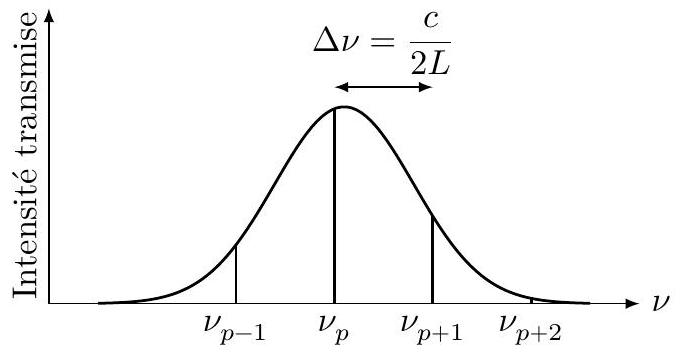 Intensité transmise
Δν = c/2L
ν
ν_{p−1}
ν_p
ν_{p+1}
ν_{p+2}